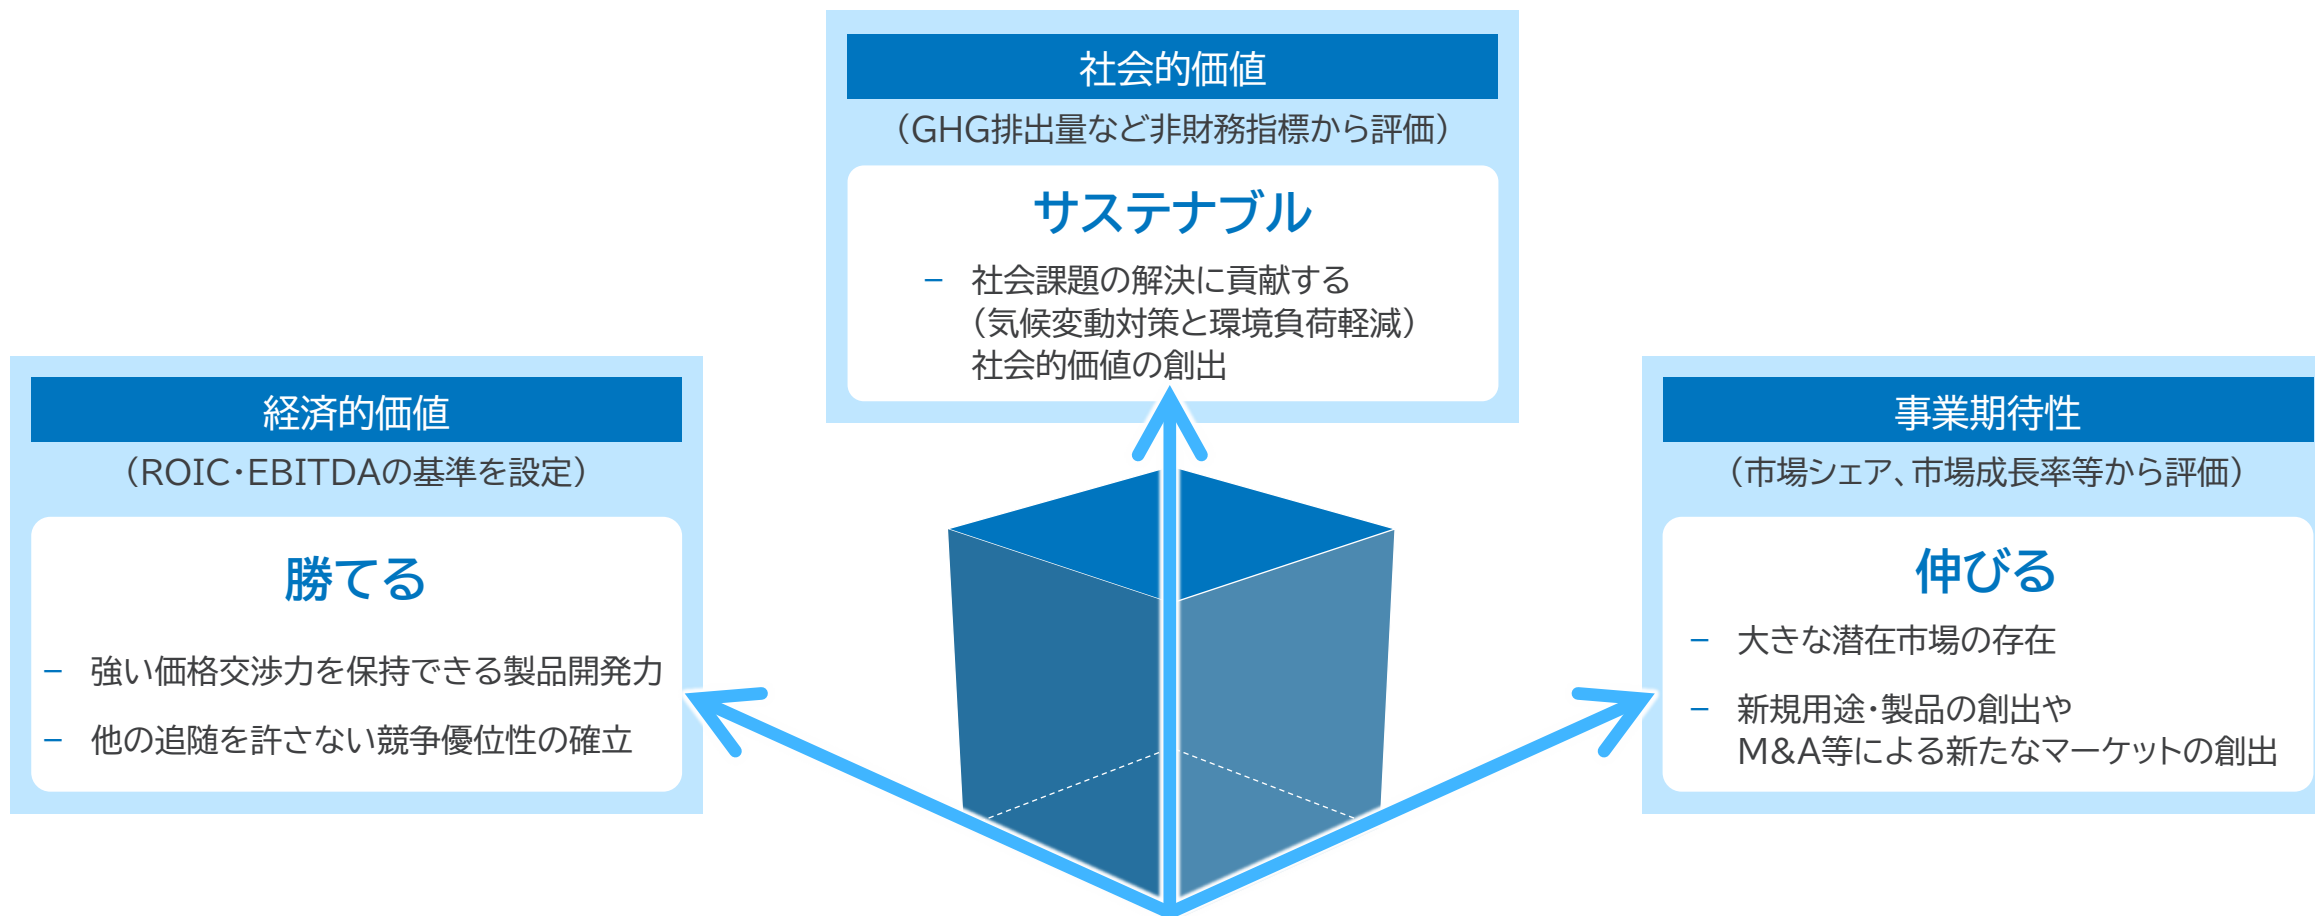 社会的価値
（GHG排出量など非財務指標から評価）
サステナブル
－ 社会課題の解決に貢献する
（気候変動対策と環境負荷軽減）
社会的価値の創出
経済的価値
（ROIC・EBITDAの基準を設定）
勝てる
－ 強い価格交渉力を保持できる製品開発力
－ 他の追随を許さない競争優位性の確立
事業期待性
（市場シェア、市場成長率等から評価）
伸びる
－ 大きな潜在市場の存在
－ 新規用途・製品の創出や
M&A等による新たなマーケットの創出